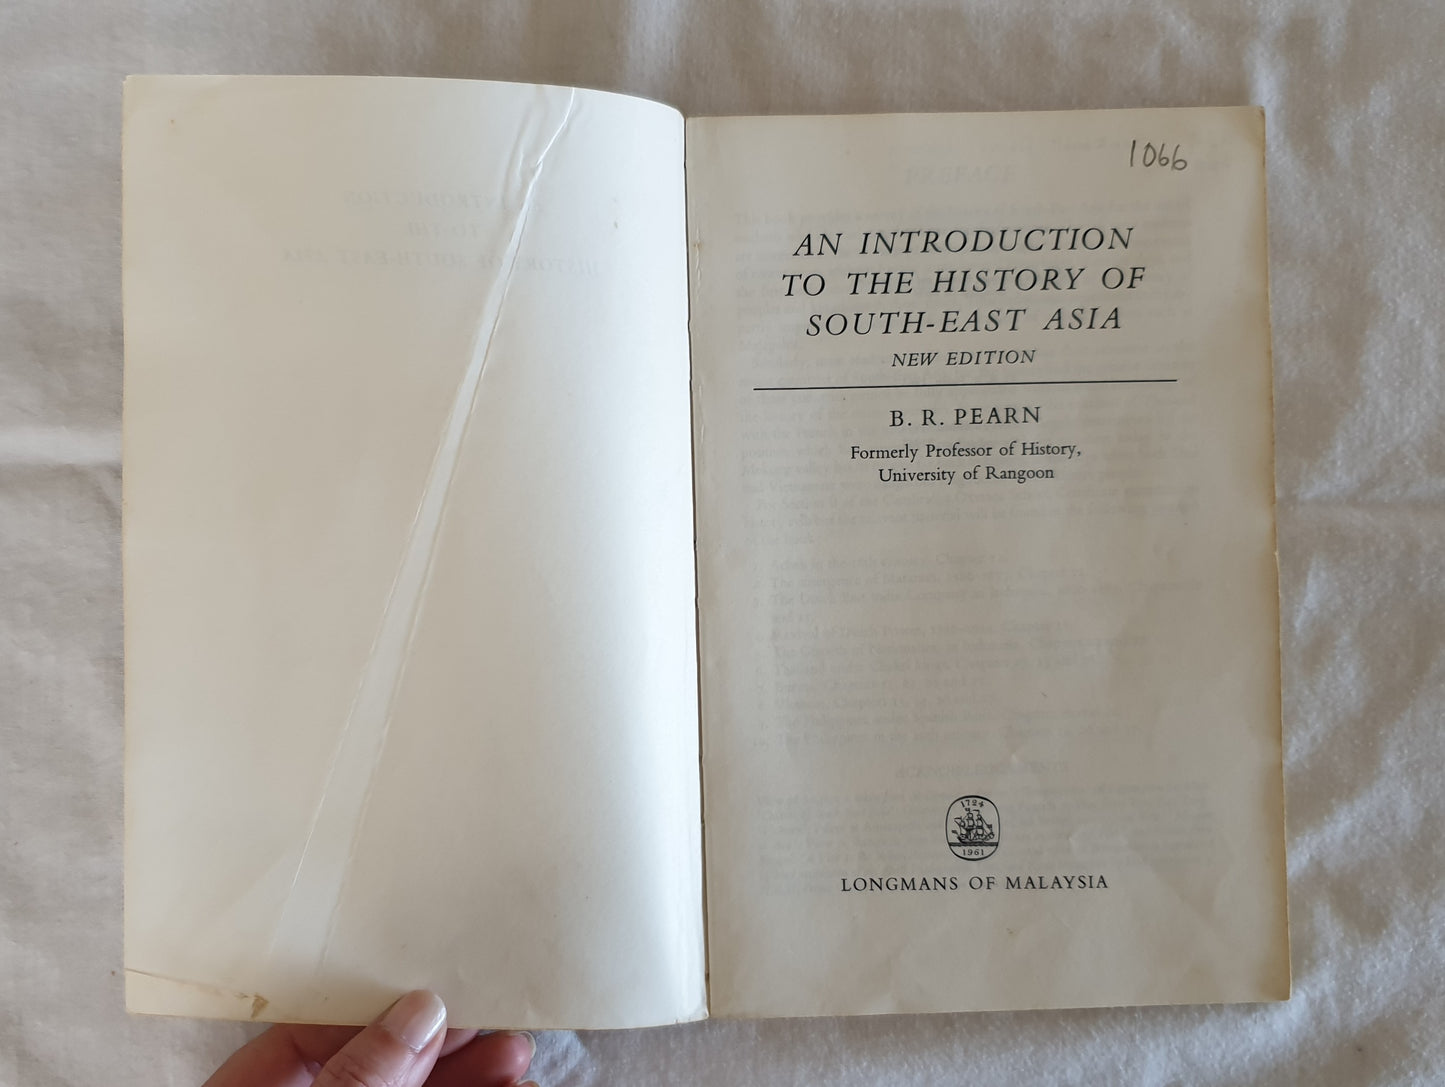 1066
AN INTRODUCTION
TO THE HISTORY OF
SOUTH-EAST ASIA
NEW EDITION
B. R. PEARN
Formerly Professor of History,
University of Rangoon
1724
1961
LONGMANS OF MALAYSIA